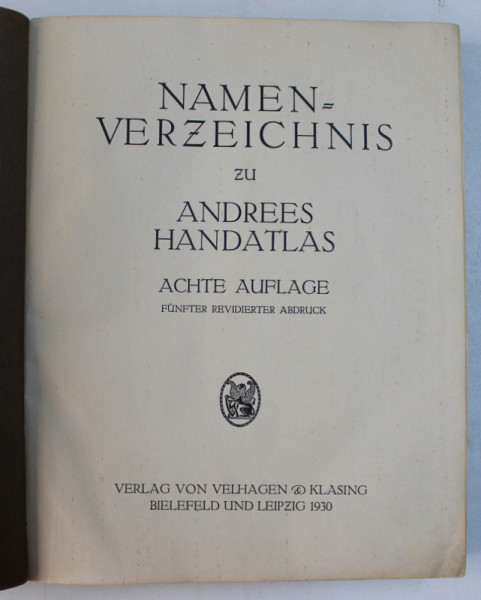 NAMEN=
VERZEICHNIS
ZU
ANDREES
HANDATLAS
ACHTE AUFLAGE
FÜNFTER REVIDIERTER ABDRUCK
VERLAG VON VELHAGEN & KLASING
BIELEFELD UND LEIPZIG 1930